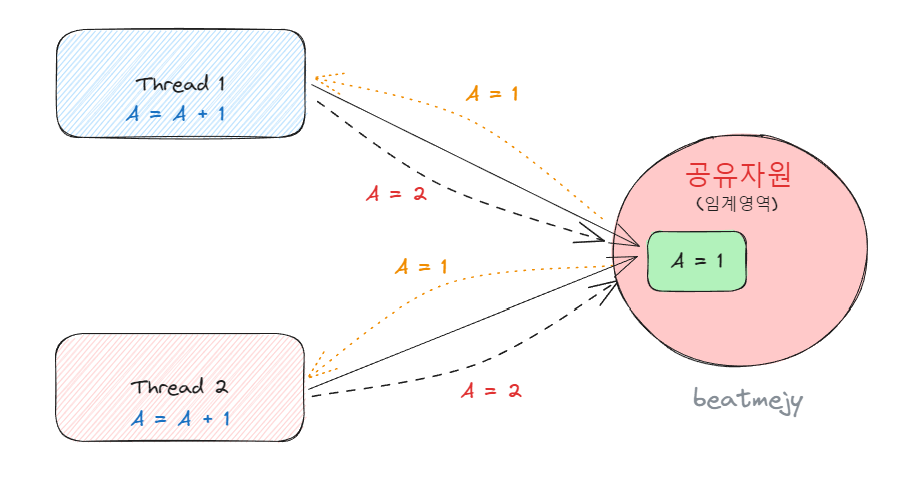 Thread 1
A = A + 1
A = 1
A = 2
공유자원
(임계영역)
A = 1
A = 1
A = 2
Thread 2
A = A + 1
beatmejy